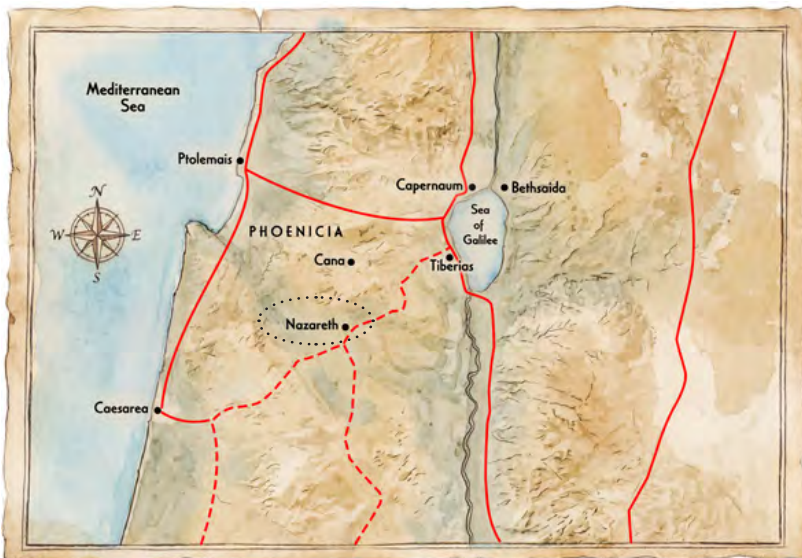 Mediterranean
Sea
Ptolemais
Capernaum
Bethsaida
N
W
E
S
PHOENICIA
Sea
of
Galilee
Cana
Tiberias
Nazareth
Caesarea